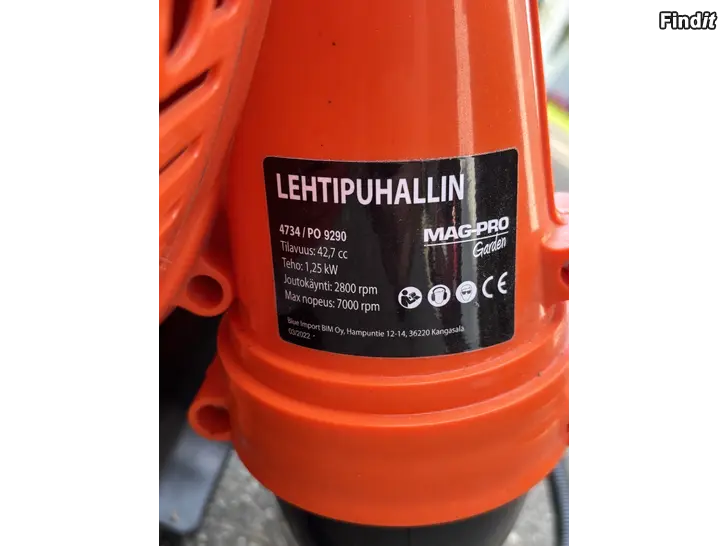 Findit
LEHTIPUHALLIN
4734 / PO 9290
Tilavuus: 42,7 cc
Teho: 1,25 kW
Joutokäynti: 2800 rpm
Max nopeus: 7000 rpm
MAG-PRO
Garden
CE
Blue Import BIM Oy, Hampuntie 12-14, 36220 Kangasala
03/2022